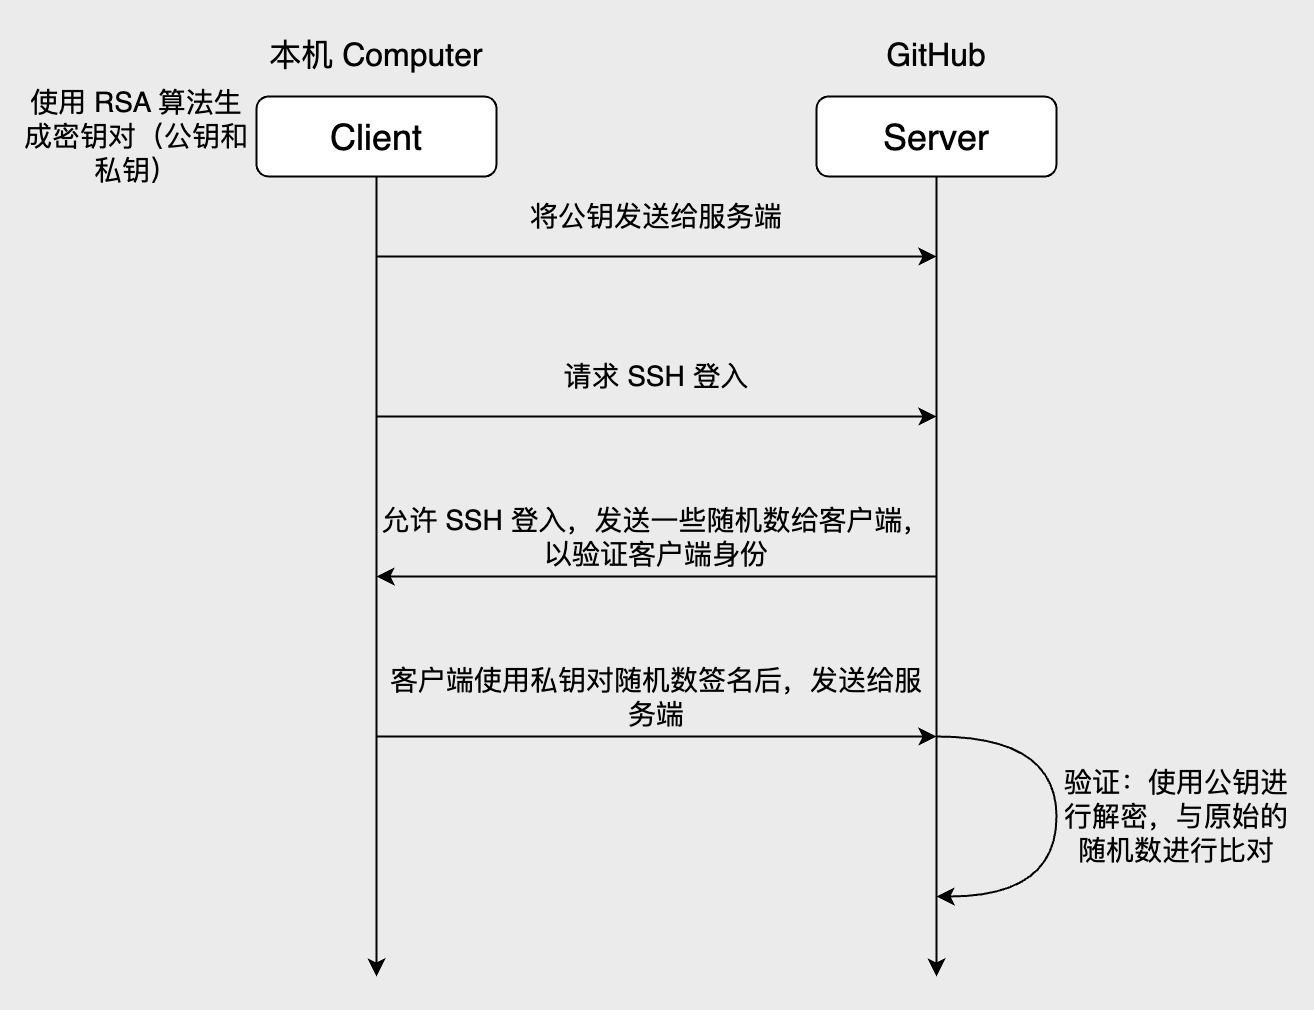 本机 Computer
GitHub
使用 RSA 算法生
成密钥对（公钥和
私钥）
Client
Server
将公钥发送给服务端
请求 SSH 登入
允许 SSH 登入，发送一些随机数给客户端，
以验证客户端身份
客户端使用私钥对随机数签名后，发送给服
务端
验证：使用公钥进
行解密，与原始的
随机数进行比对